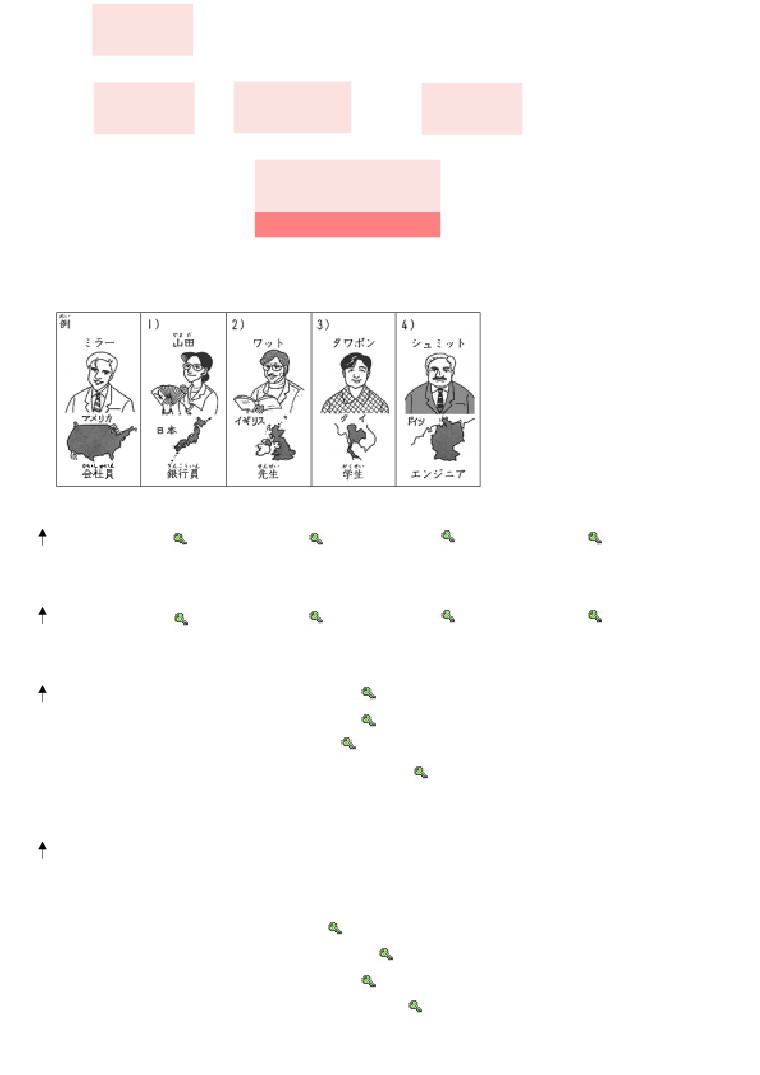 例 1) 2) 3) 4)
ミラー 山田 ワット タワポン シュミット
アメリカ 日本 イギリス タイ ドイツ
会社員 銀行員 先生 学生 エンジニア